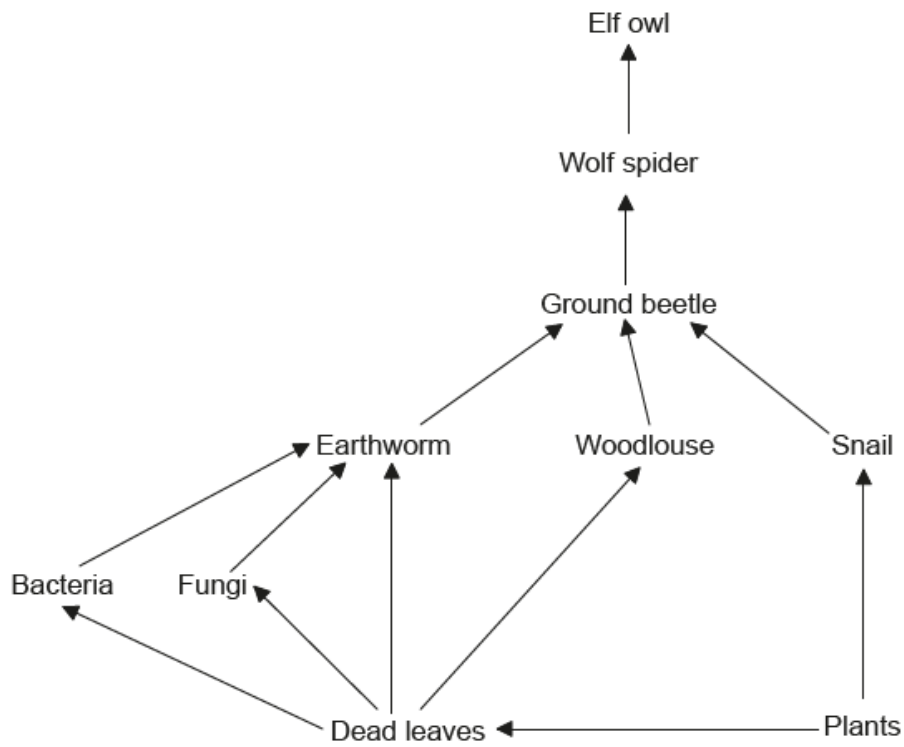 Elf owl
Wolf spider
Ground beetle
Earthworm
Woodlouse
Snail
Bacteria
Fungi
Dead leaves
Plants